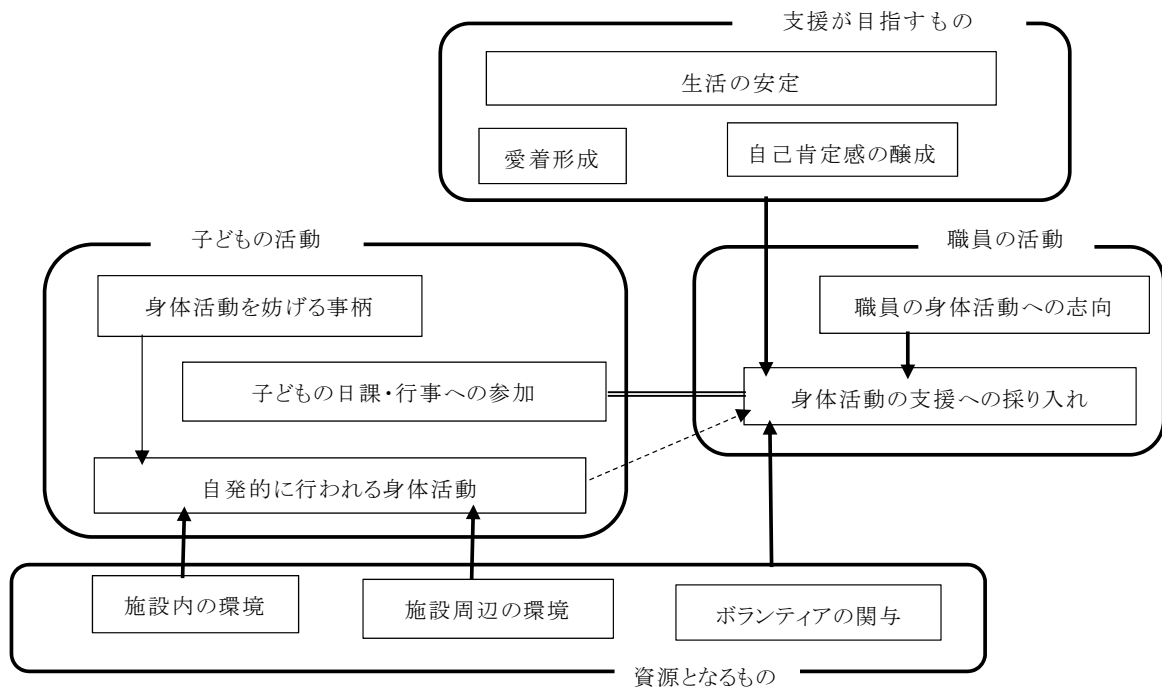 支援が目指すもの
生活の安定
愛着形成
自己肯定感の醸成
子どもの活動
職員の活動
身体活動を妨げる事柄
職員の身体活動への志向
子どもの日課・行事への参加
身体活動の支援への採り入れ
自発的に行われる身体活動
施設内の環境
施設周辺の環境
ボランティアの関与
資源となるもの